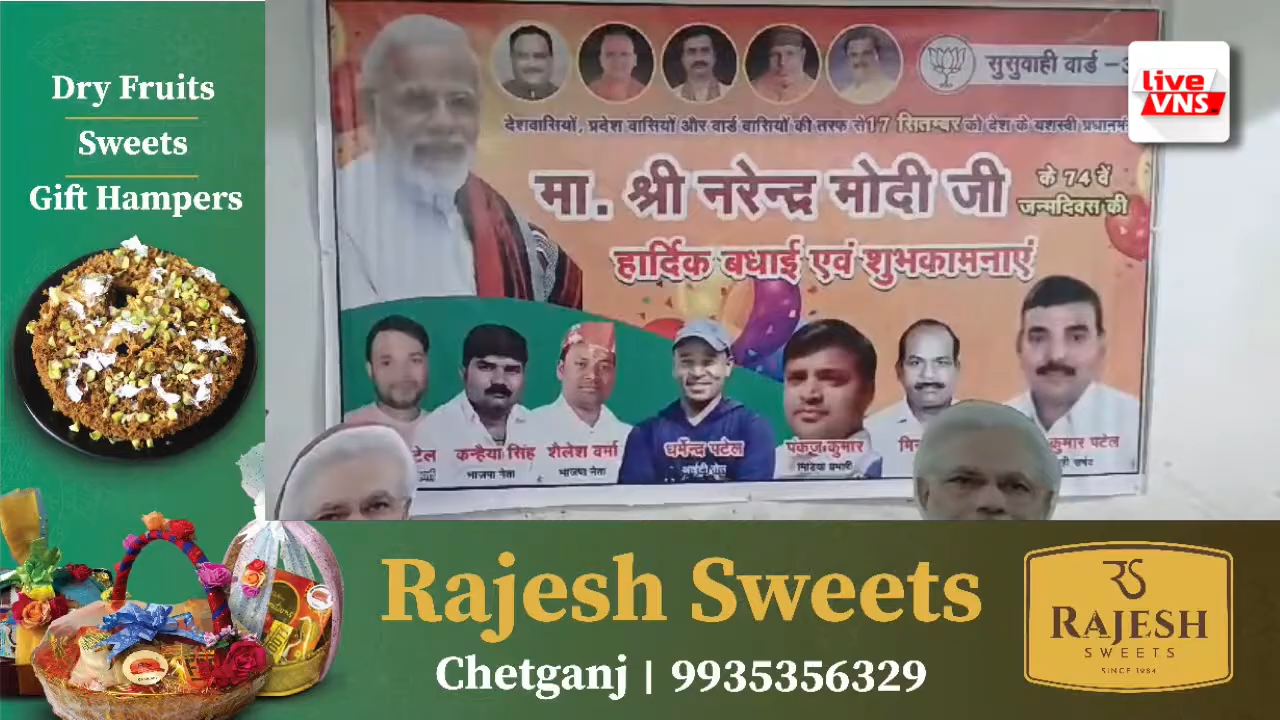 Dry Fruits
Sweets
Gift Hampers
सुसुवाही वार्ड
live
VNS
देशवासियों, प्रदेश वासियों और वार्ड वासियों की तरफ से 17 सितम्बर को देश के यशस्वी
मा. श्री नरेन्द्र मोदी जी
के 74 वें
जन्मदिवस की
हार्दिक बधाई एवं शुभकामनाएं
कन्हैया सिंह
भाजपा नेता
शैलेश वर्मा
भाजपा नेता
धर्मेन्द्र पटेल
आईटी सेल
पंकज कुमार
मिडिया प्रभारी
कुमार पटेल
Rajesh Sweets
Chetganj | 9935356329
RS
RAJESH
SWEETS
SINCE 1984